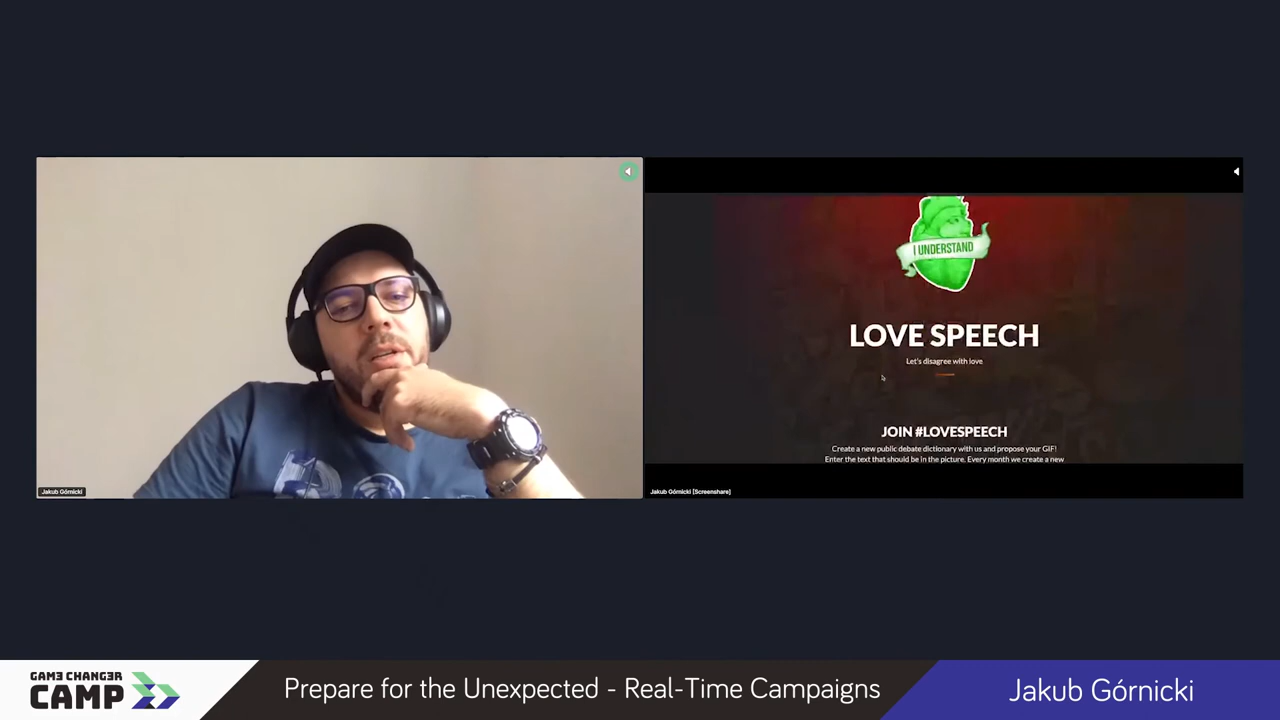 Jakub Górnicki
I UNDERSTAND
LOVE SPEECH
Let's disagree with love
JOIN #LOVESPEECH
Create a new public debate dictionary with us and propose your GIF!
Enter the text that should be in the picture. Every month we create a new
Jakub Górnicki [Screenshare]
GAM3 CHANG3R
CAMP
Prepare for the Unexpected - Real-Time Campaigns
Jakub Górnicki